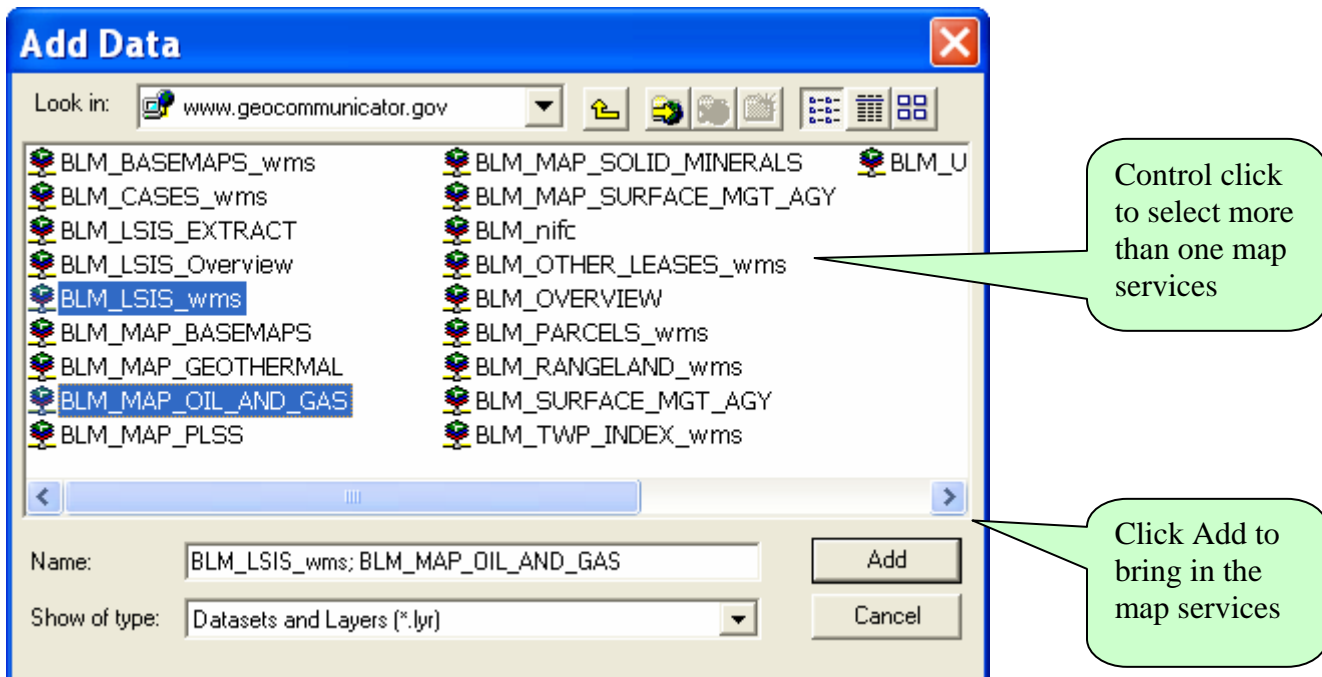 Add Data
Look in: www.geocommunicator.gov
BLM_BASEMAPS_wms
BLM_CASES_wms
BLM_LSIS_EXTRACT
BLM_LSIS_Overview
BLM_LSIS_wms
BLM_MAP_BASEMAPS
BLM_MAP_GEOTHERMAL
BLM_MAP_OIL_AND_GAS
BLM_MAP_PLSS
BLM_MAP_SOLID_MINERALS
BLM_MAP_SURFACE_MGT_AGY
BLM_nifc
BLM_OTHER_LEASES_wms
BLM_OVERVIEW
BLM_PARCELS_wms
BLM_RANGELAND_wms
BLM_SURFACE_MGT_AGY
BLM_TWP_INDEX_wms
BLM_U
Name: BLM_LSIS_wms; BLM_MAP_OIL_AND_GAS
Add
Show of type: Datasets and Layers (*.lyr)
Cancel
Control click
to select more
than one map
services
Click Add to
bring in the
map services